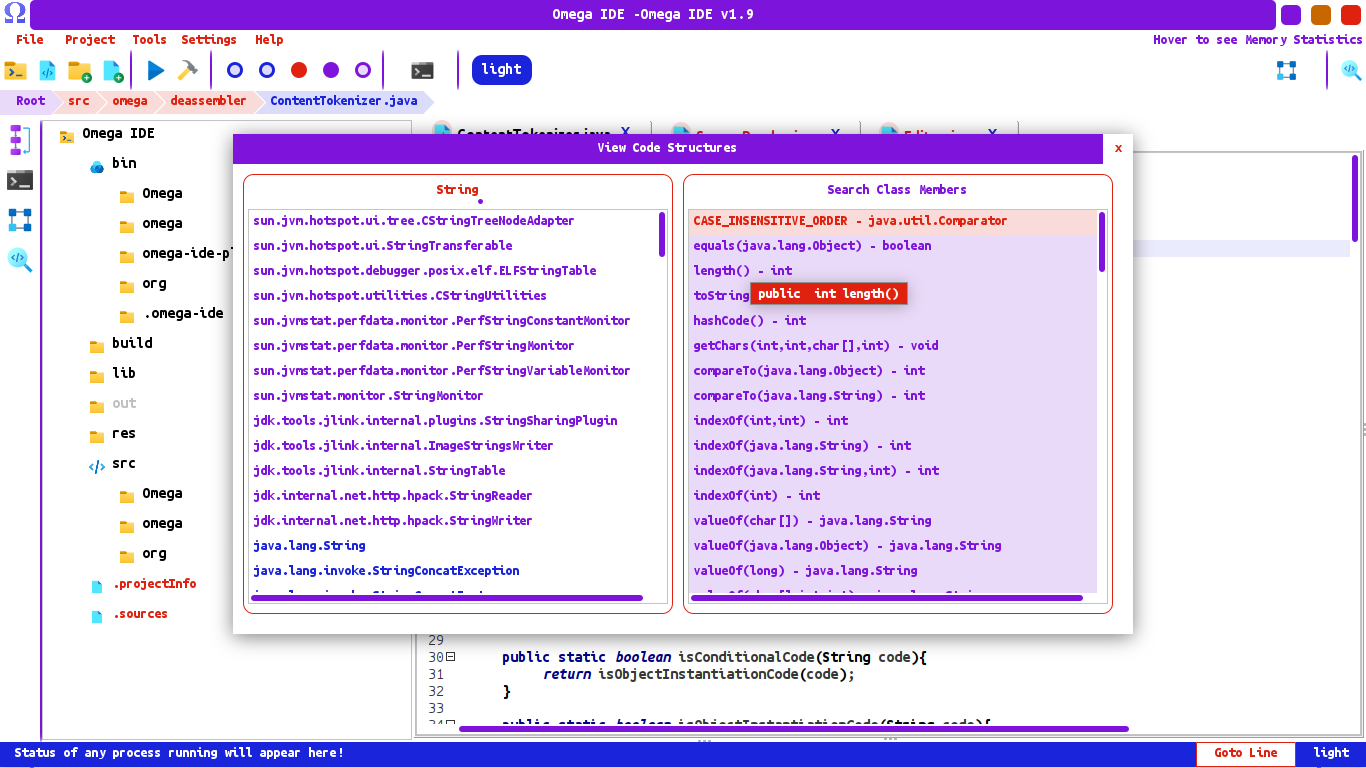 Omega IDE -Omega IDE v1.9
File Project Tools Settings Help
Hover to see Memory Statistics
light
Root src omega deassembler ContentTokenizer.java
Omega IDE
bin
Omega
omega
omega-ide-pl
org
.omega-ide
build
lib
out
res
src
Omega
omega
org
.projectInfo
.sources
View Code Structures
x
String
sun.jvm.hotspot.ui.tree.CStringTreeNodeAdapter
sun.jvm.hotspot.ui.StringTransferable
sun.jvm.hotspot.debugger.posix.elf.ELFStringTable
sun.jvm.hotspot.utilities.CStringUtilities
sun.jvmstat.perfdata.monitor.PerfStringConstantMonitor
sun.jvmstat.perfdata.monitor.PerfStringMonitor
sun.jvmstat.perfdata.monitor.PerfStringVariableMonitor
sun.jvmstat.monitor.StringMonitor
jdk.tools.jlink.internal.plugins.StringSharingPlugin
jdk.tools.jlink.internal.ImageStringsWriter
jdk.tools.jlink.internal.StringTable
jdk.internal.net.http.hpack.StringReader
jdk.internal.net.http.hpack.StringWriter
java.lang.String
java.lang.invoke.StringConcatException
Search Class Members
CASE_INSENSITIVE_ORDER - java.util.Comparator
equals(java.lang.Object) - boolean
length() - int
toString
public  int length()
hashCode() - int
getChars(int,int,char[],int) - void
compareTo(java.lang.Object) - int
compareTo(java.lang.String) - int
indexOf(int,int) - int
indexOf(java.lang.String) - int
indexOf(java.lang.String,int) - int
indexOf(int) - int
valueOf(char[]) - java.lang.String
valueOf(java.lang.Object) - java.lang.String
valueOf(long) - java.lang.String
29
30 public static boolean isConditionalCode(String code){
31 return isObjectInstantiationCode(code);
32 }
33
34 public static boolean isObjectInstantiationCode(String code){
Status of any process running will appear here!
Goto Line
light